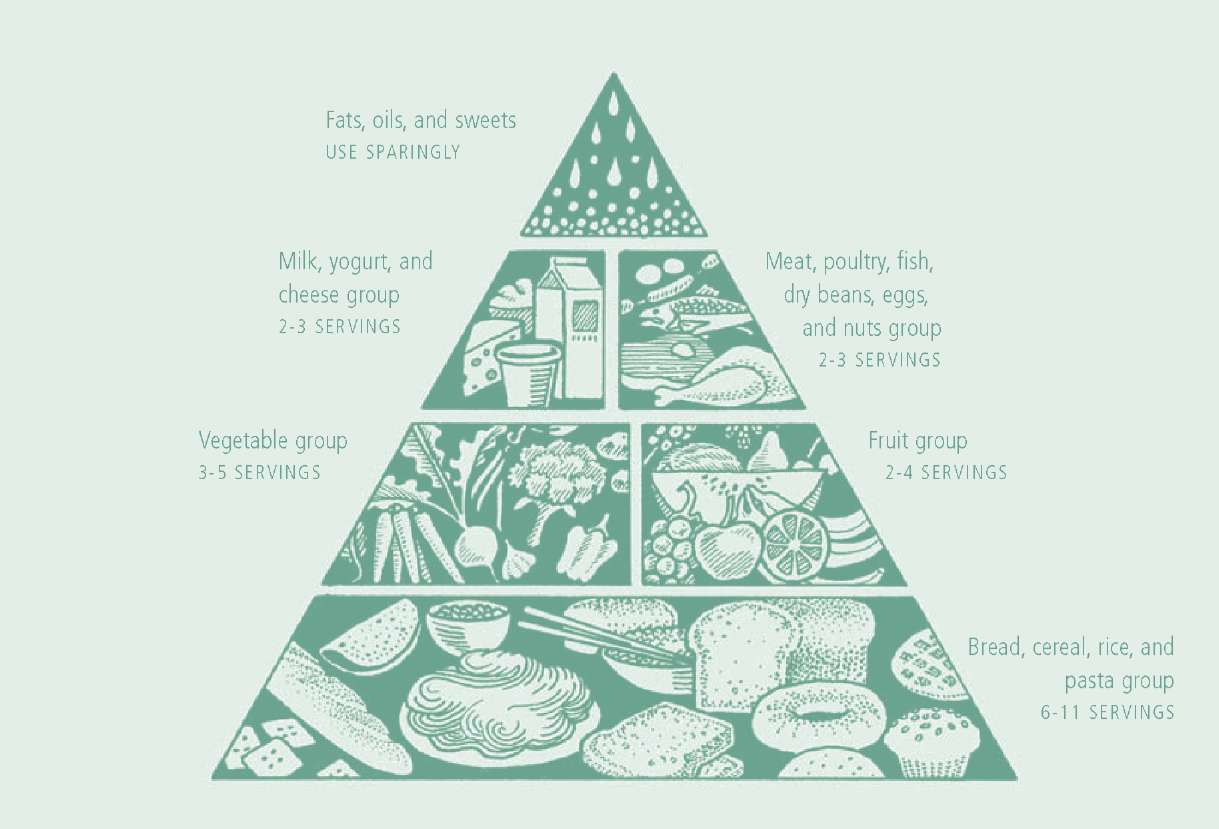 Fats, oils, and sweets
USE SPARINGLY
Milk, yogurt, and
cheese group
2-3 SERVINGS
Meat, poultry, fish,
dry beans, eggs,
and nuts group
2-3 SERVINGS
Vegetable group
3-5 SERVINGS
Fruit group
2-4 SERVINGS
Bread, cereal, rice, and
pasta group
6-11 SERVINGS